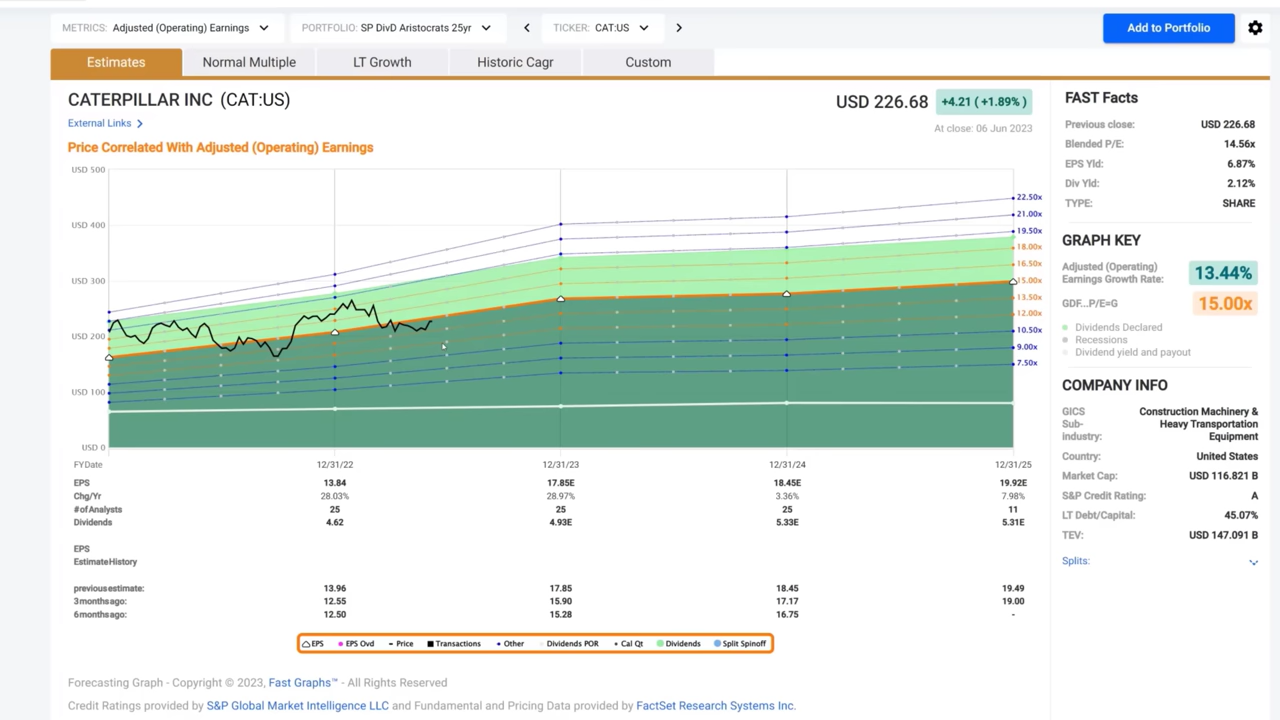 METRICS: Adjusted (Operating) Earnings PORTFOLIO: SP DivD Aristocrats 25yr TICKER: CAT:US Add to Portfolio
Estimates Normal Multiple LT Growth Historic Cagr Custom
CATERPILLAR INC (CAT:US)
USD 226.68 +4.21 ( +1.89% )
External Links
At close: 06 Jun 2023
Price Correlated With Adjusted (Operating) Earnings
USD 500
USD 400
USD 300
USD 200
USD 100
USD 0
22.50x
21.00x
19.50x
18.00x
16.50x
15.00x
13.50x
12.00x
10.50x
9.00x
7.50x
FYDate 12/31/22 12/31/23 12/31/24 12/31/25
EPS 13.84 17.85E 18.45E 19.92E
Chg/Yr 28.03% 28.97% 3.36% 7.98%
# of Analysts 25 25 25 11
Dividends 4.62 4.93E 5.33E 5.31E
EPS
Estimate History
previous estimate: 13.96 17.85 18.45 19.49
3 months ago: 12.55 15.90 17.17 19.00
6 months ago: 12.50 15.28 16.75 -
EPS EPS Ovd Price Transactions Other Dividends POR Cal Qt Dividends Split Spinoff
Forecasting Graph - Copyright © 2023, Fast Graphs™ - All Rights Reserved
Credit Ratings provided by S&P Global Market Intelligence LLC and Fundamental and Pricing Data provided by FactSet Research Systems Inc.
FAST Facts
Previous close: USD 226.68
Blended P/E: 14.56x
EPS Yld: 6.87%
Div Yld: 2.12%
TYPE: SHARE
GRAPH KEY
Adjusted (Operating)
Earnings Growth Rate: 13.44%
GDF...P/E=G 15.00x
Dividends Declared
Recessions
Dividend yield and payout
COMPANY INFO
GICS Construction Machinery &
Sub- Heavy Transportation
industry: Equipment
Country: United States
Market Cap: USD 116.821 B
S&P Credit Rating: A
LT Debt/Capital: 45.07%
TEV: USD 147.091 B
Splits: